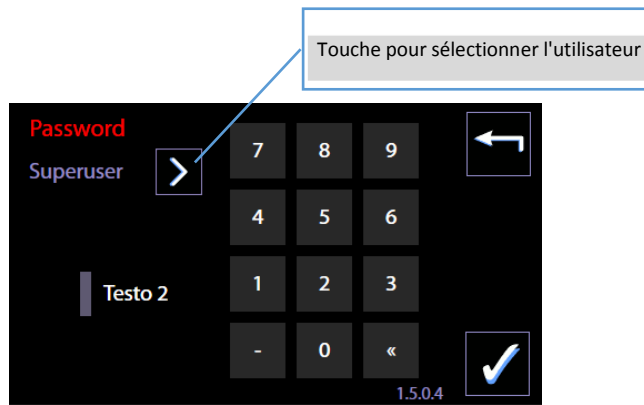 Touche pour sélectionner l'utilisateur
Password
Superuser >
7 8 9
4 5 6
Testo 2
1 2 3
- 0 «
1.5.0.4